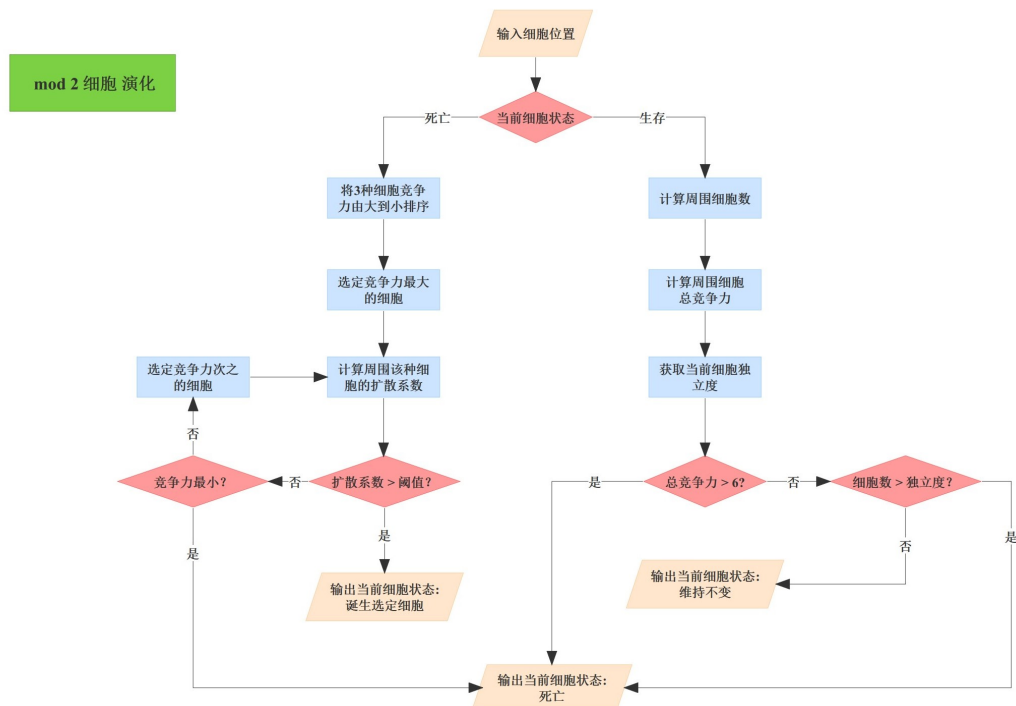 输入细胞位置
mod 2 细胞 演化
死亡
当前细胞状态
生存
将3种细胞竞争
力由大到小排序
计算周围细胞数
选定竞争力最大
的细胞
计算周围细胞
总竞争力
选定竞争力次之
的细胞
计算周围该种细
胞的扩散系数
获取当前细胞独
立度
否
竞争力最小？
否
扩散系数 > 阈值？
是
总竞争力 > 6?
否
细胞数 > 独立度？
是
是
否
是
输出当前细胞状态：
诞生选定细胞
输出当前细胞状态：
维持不变
输出当前细胞状态：
死亡